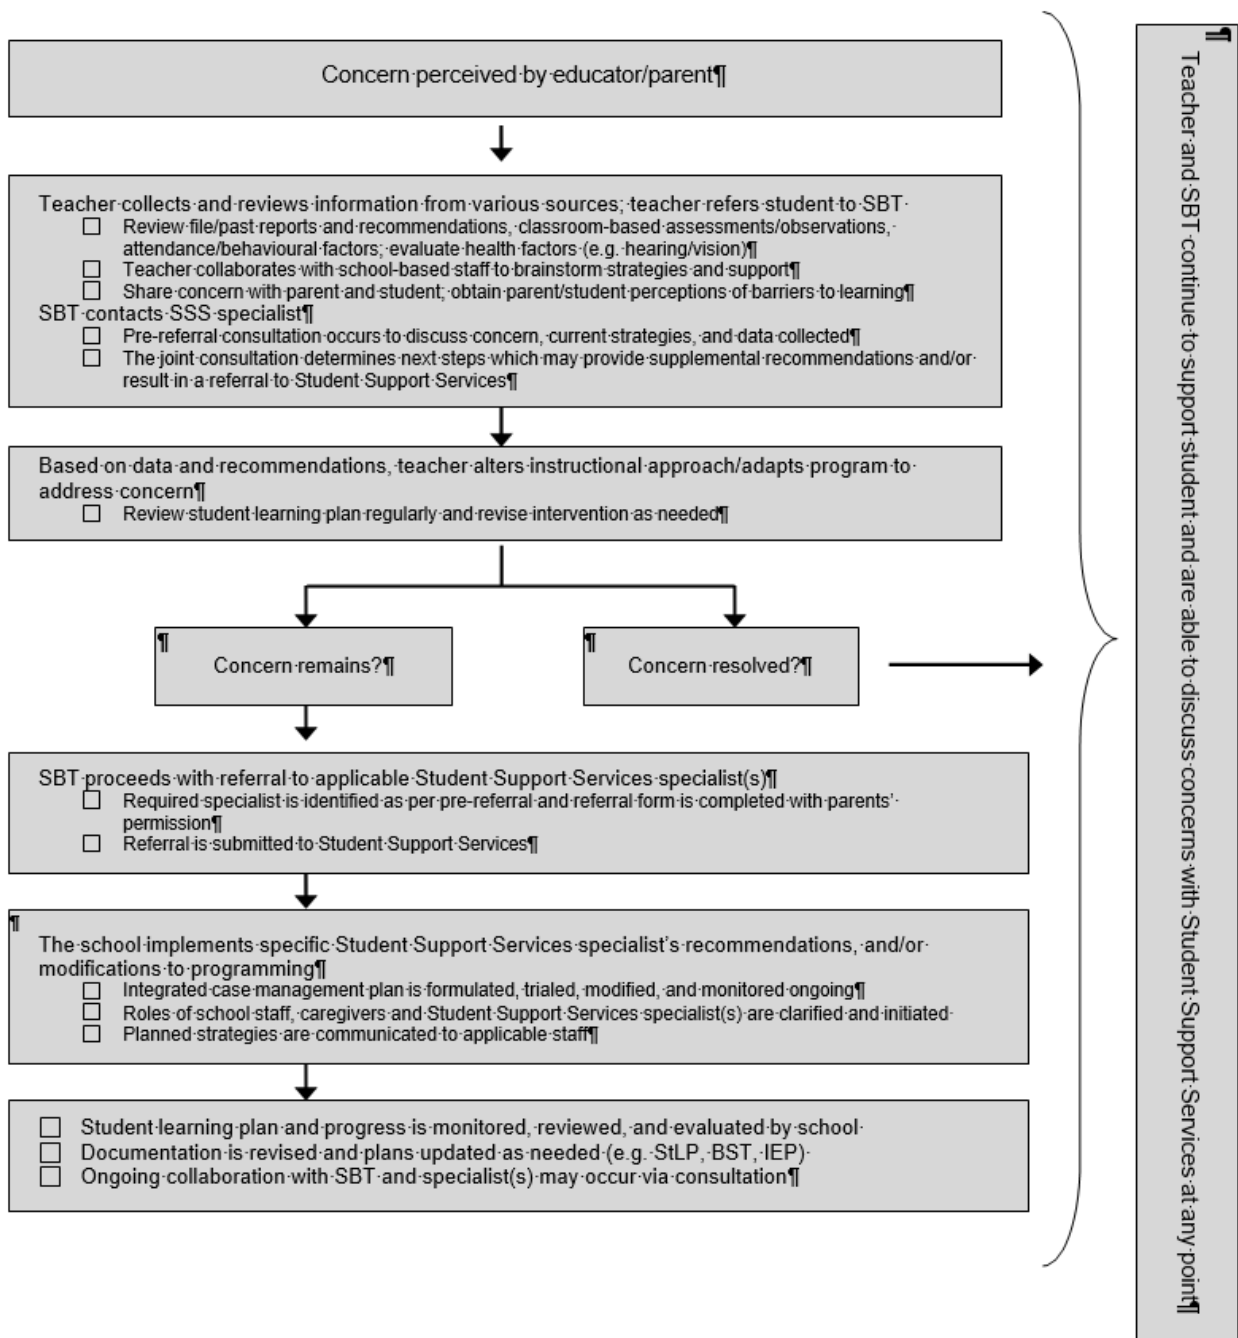 Concern perceived by educator/parent¶
Teacher collects and reviews information from various sources; teacher refers student to SBT
☐ Review file/past reports and recommendations, classroom-based assessments/observations,
attendance/behavioural factors; evaluate health factors (e.g. hearing/vision)¶
☐ Teacher collaborates with school-based staff to brainstorm strategies and support¶
☐ Share concern with parent and student; obtain parent/student perceptions of barriers to learning¶
SBT contacts SSS specialist¶
☐ Pre-referral consultation occurs to discuss concern, current strategies, and data collected¶
☐ The joint consultation determines next steps which may provide supplemental recommendations and/or
result in a referral to Student Support Services¶
Based on data and recommendations, teacher alters instructional approach/adapts program to
address concern¶
☐ Review student learning plan regularly and revise intervention as needed¶
¶
Concern remains?¶
¶
Concern resolved?¶
SBT proceeds with referral to applicable Student Support Services specialist(s)¶
☐ Required specialist is identified as per pre-referral and referral form is completed with parents’
permission¶
☐ Referral is submitted to Student Support Services¶
¶
The school implements specific Student Support Services specialist’s recommendations, and/or
modifications to programming¶
☐ Integrated case management plan is formulated, trialed, modified, and monitored ongoing¶
☐ Roles of school staff, caregivers and Student Support Services specialist(s) are clarified and initiated
☐ Planned strategies are communicated to applicable staff¶
☐ Student learning plan and progress is monitored, reviewed, and evaluated by school
☐ Documentation is revised and plans updated as needed (e.g. StLP, BST, IEP)
☐ Ongoing collaboration with SBT and specialist(s) may occur via consultation¶
¶
Teacher and SBT continue to support student and are able to discuss concerns with Student Support Services at any point¶